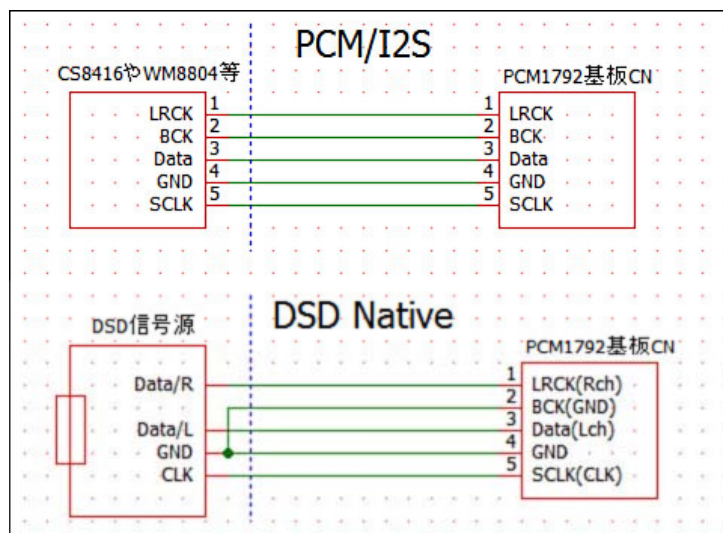 PCM/I2S
CS8416やWM8804等
PCM1792基板CN
LRCK 1
BCK 2
Data 3
GND 4
SCLK 5
1 LRCK
2 BCK
3 Data
4 GND
5 SCLK
DSD Native
DSD信号源
PCM1792基板CN
Data/R
Data/L
GND
CLK
1 LRCK(Rch)
2 BCK(GND)
3 Data(Lch)
4 GND
5 SCLK(CLK)